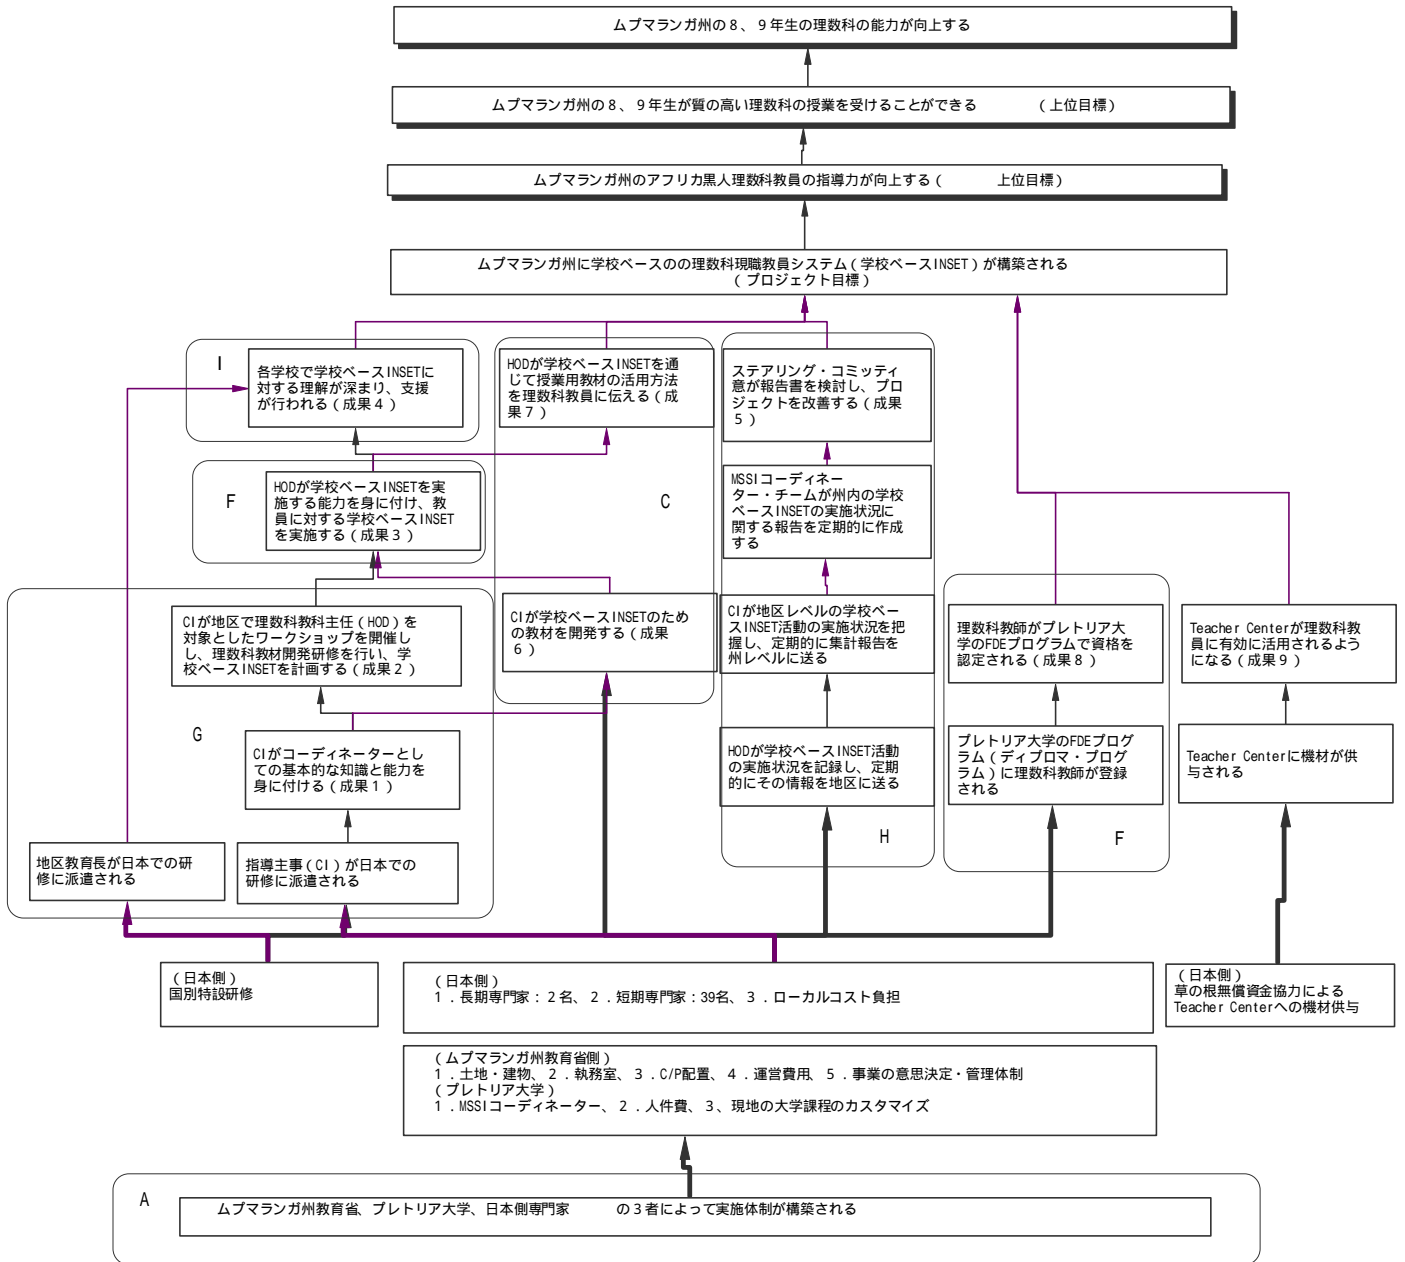 ムプマランガ州の8、9年生の理数科の能力が向上する
ムプマランガ州の8、9年生が質の高い理数科の授業を受けることができる　　　　(上位目標)
ムプマランガ州のアフリカ黒人理数科教員の指導力が向上する(　　　　上位目標)
ムプマランガ州に学校ベースのの理数科現職教員システム(学校ベースINSET)が構築される
(プロジェクト目標)
I
各学校で学校ベースINSETに
対する理解が深まり、支援
が行われる(成果4)
HODが学校ベースINSETを通
じて授業用教材の活用方法
を理数科教員に伝える(成
果7)
ステアリング・コミッティ
意が報告書を検討し、プロ
ジェクトを改善する(成果
5)
F
HODが学校ベースINSETを実
施する能力を身に付け、教
員に対する学校ベースINSET
を実施する(成果3)
C
MSSIコーディネー
ター・チームが州内の学校
ベースINSETの実施状況に
関する報告を定期的に作成
する
CIが地区で理数科教科主任(HOD)を
対象としたワークショップを開催し
し、理数科教材開発研修を行い、学
校ベースINSETを計画する(成果2)
CIが学校ベースINSETのため
の教材を開発する(成果
6)
CIが地区レベルの学校ベー
スINSET活動の実施状況を把
握し、定期的に集計報告を
州レベルに送る
理数科教師がプレトリア大
学のFDEプログラムで資格を
認定される(成果8)
Teacher Centerが理数科教
員に有効に活用されるよう
になる(成果9)
G
CIがコーディネーターとし
ての基本的な知識と能力を
身に付ける(成果1)
HODが学校ベースINSET活動
の実施状況を記録し、定期
的にその情報を地区に送る
プレトリア大学のFDEプログ
ラム(ディプロマ・プログ
ラム)に理数科教師が登録
される
Teacher Centerに機材が供
与される
H
F
地区教育長が日本での研
修に派遣される
指導主事(CI)が日本での
研修に派遣される
(日本側)
国別特設研修
(日本側)
1.長期専門家:2名、2.短期専門家:39名、3.ローカルコスト負担
(日本側)
草の根無償資金協力による
Teacher Centerへの機材供与
(ムプマランガ州教育省側)
1.土地・建物、2.執務室、3.C/P配置、4.運営費用、5.事業の意思決定・管理体制
(プレトリア大学)
1.MSSIコーディネーター、2.人件費、3、現地の大学課程のカスタマイズ
A
ムプマランガ州教育省、プレトリア大学、日本側専門家　　　の3者によって実施体制が構築される